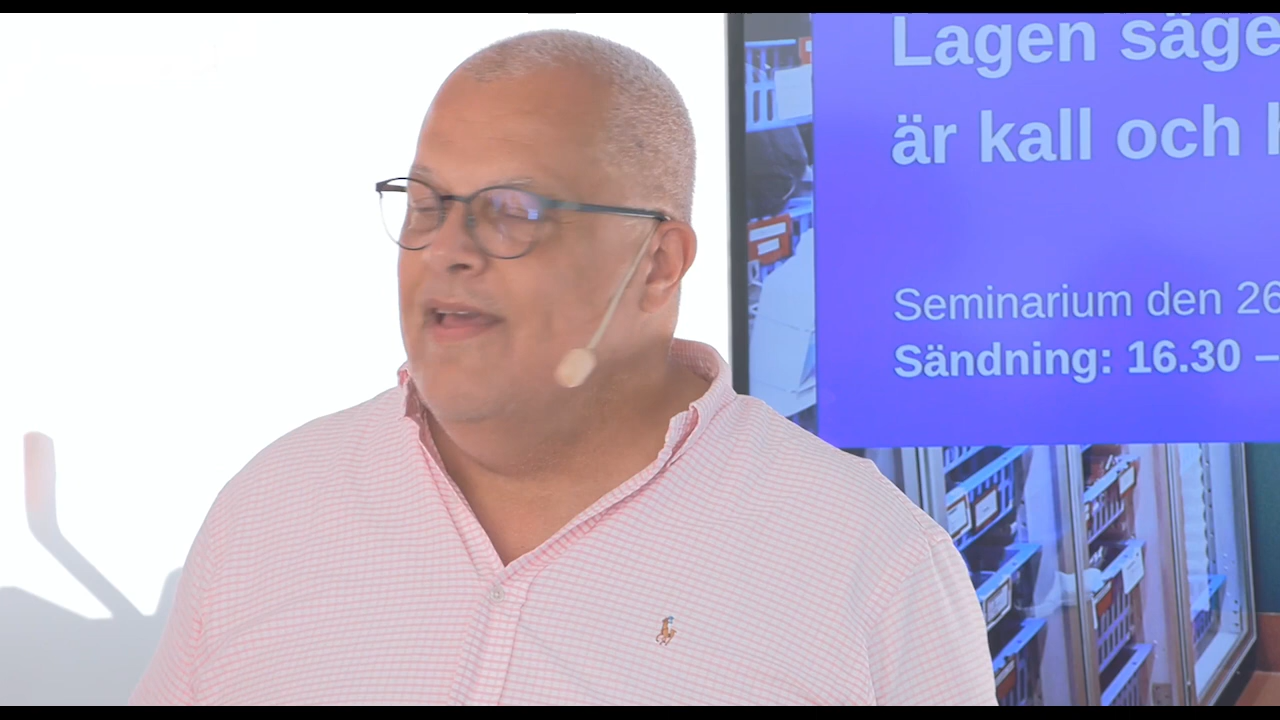 Lagen säge
är kall och
Seminarium den 26
Sändning: 16.30 –